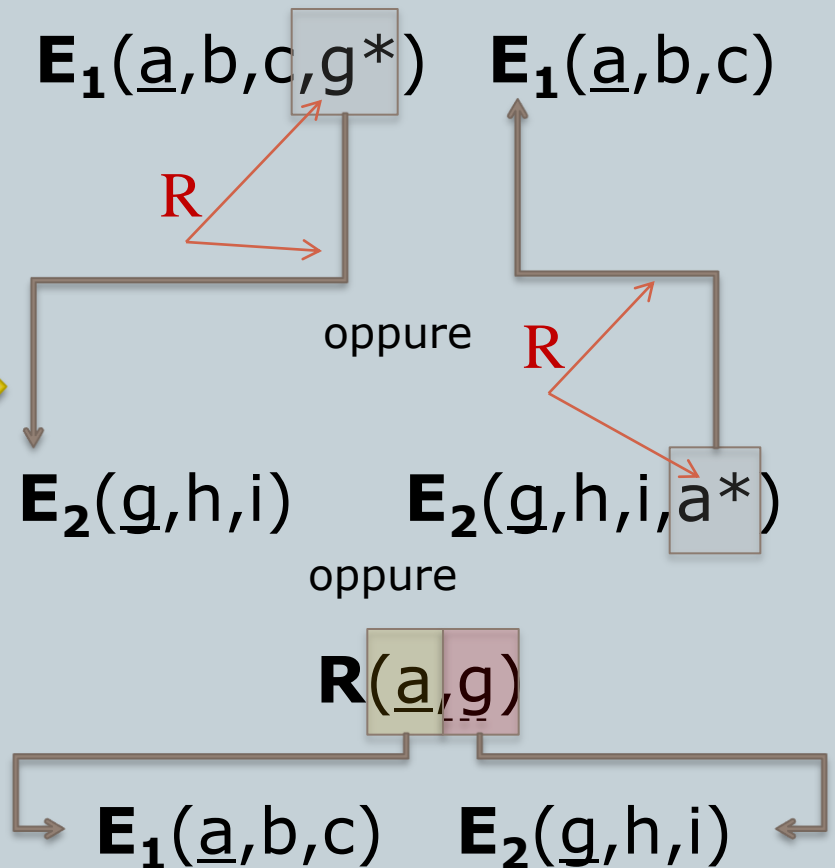 E₁(a,b,c,g*) E₁(a,b,c)
R
oppure
R
E₂(g,h,i) E₂(g,h,i,a*)
oppure
R(a,g)
E₁(a,b,c) E₂(g,h,i)